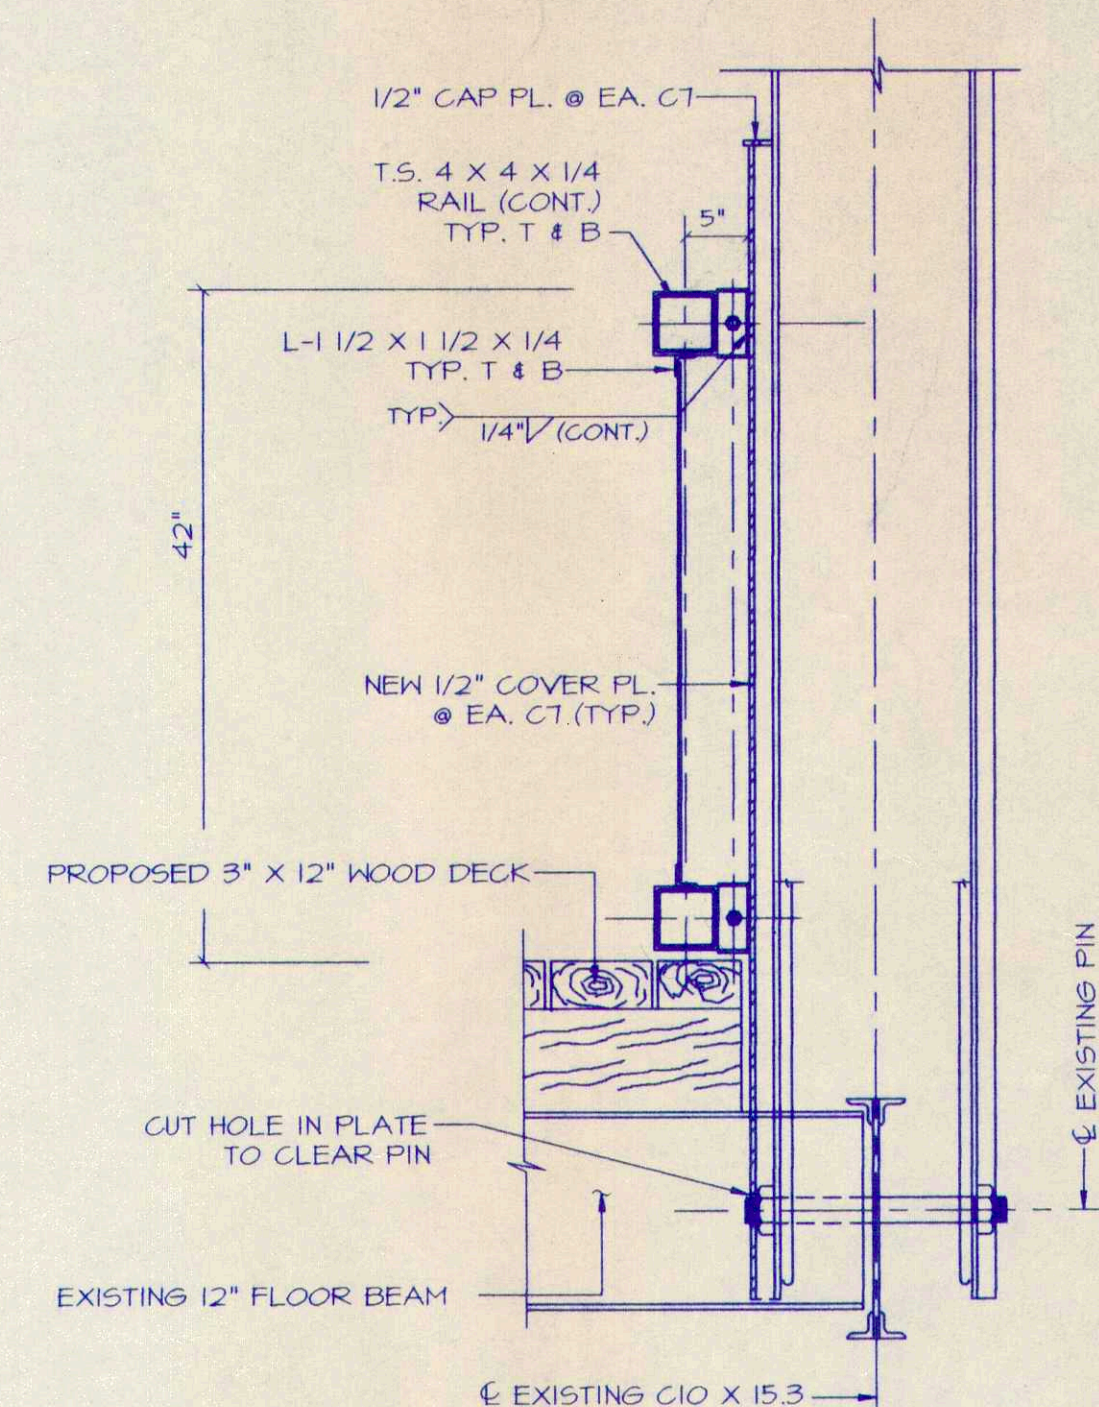 1/2" CAP PL. @ EA. C7
T.S. 4 X 4 X 1/4
RAIL (CONT.)
TYP. T & B
5"
L-1 1/2 X 1 1/2 X 1/4
TYP. T & B
TYP.
1/4" (CONT.)
42"
NEW 1/2" COVER PL.
@ EA. C7.(TYP.)
PROPOSED 3" X 12" WOOD DECK
℄ EXISTING PIN
CUT HOLE IN PLATE
TO CLEAR PIN
EXISTING 12" FLOOR BEAM
℄ EXISTING C10 X 15.3